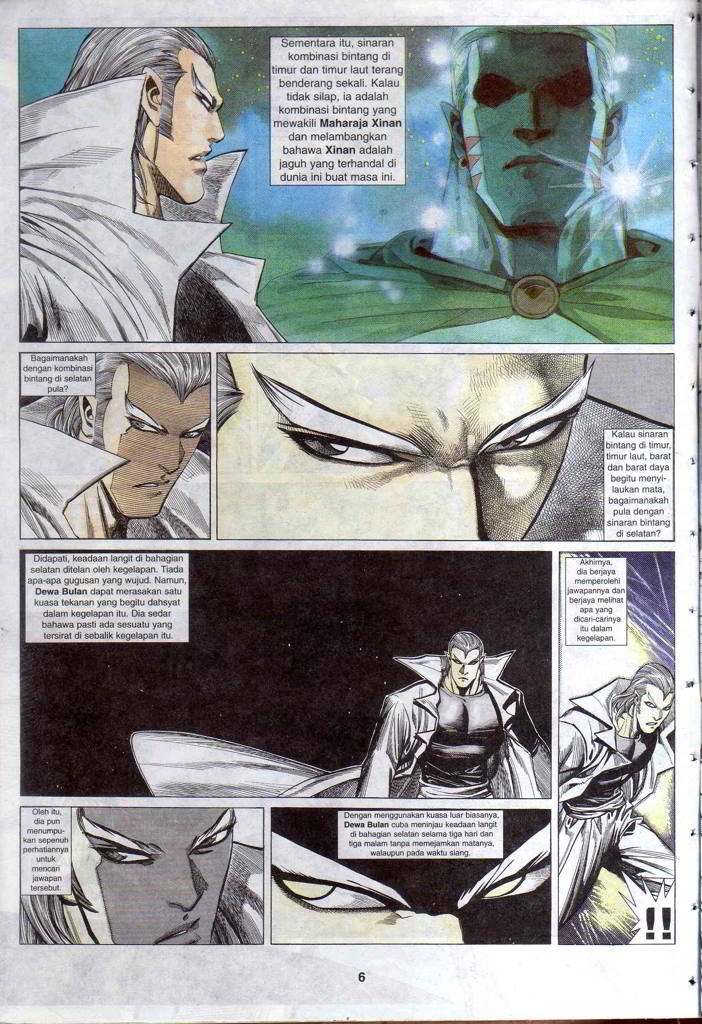 Sementara itu, sinaran
kombinasi bintang di
timur dan timur laut terang
benderang sekali. Kalau
tidak silap, ia adalah
kombinasi bintang yang
mewakili Maharaja Xinan
dan melambangkan
bahawa Xinan adalah
jaguh yang terhandal di
dunia ini buat masa ini.
Bagaimanakah
dengan kombinasi
bintang di selatan
pula?
Kalau sinaran
bintang di timur,
timur laut, barat
dan barat daya
begitu menyi-
laukan mata,
bagaimanakah
pula dengan
sinaran bintang
di selatan?
Didapati, keadaan langit di bahagian
selatan ditelan oleh kegelapan. Tiada
apa-apa gugusan yang wujud. Namun,
Dewa Bulan dapat merasakan satu
kuasa tekanan yang begitu dahsyat
dalam kegelapan itu. Dia sedar
bahawa pasti ada sesuatu yang
tersirat di sebalik kegelapan itu.
Oleh itu,
dia pun
menumpu-
kan sepenuh
perhatiannya
untuk
mencari
jawapan
tersebut.
Dengan menggunakan kuasa luar biasanya,
Dewa Bulan cuba meninjau keadaan langit
di bahagian selatan selama tiga hari dan
tiga malam tanpa memejamkan matanya,
walaupun pada waktu siang.
Akhirnya,
dia berjaya
memperolehi
jawapannya dan
berjaya melihat
apa yang
dicari-carinya
itu dalam
kegelapan.
!!
6